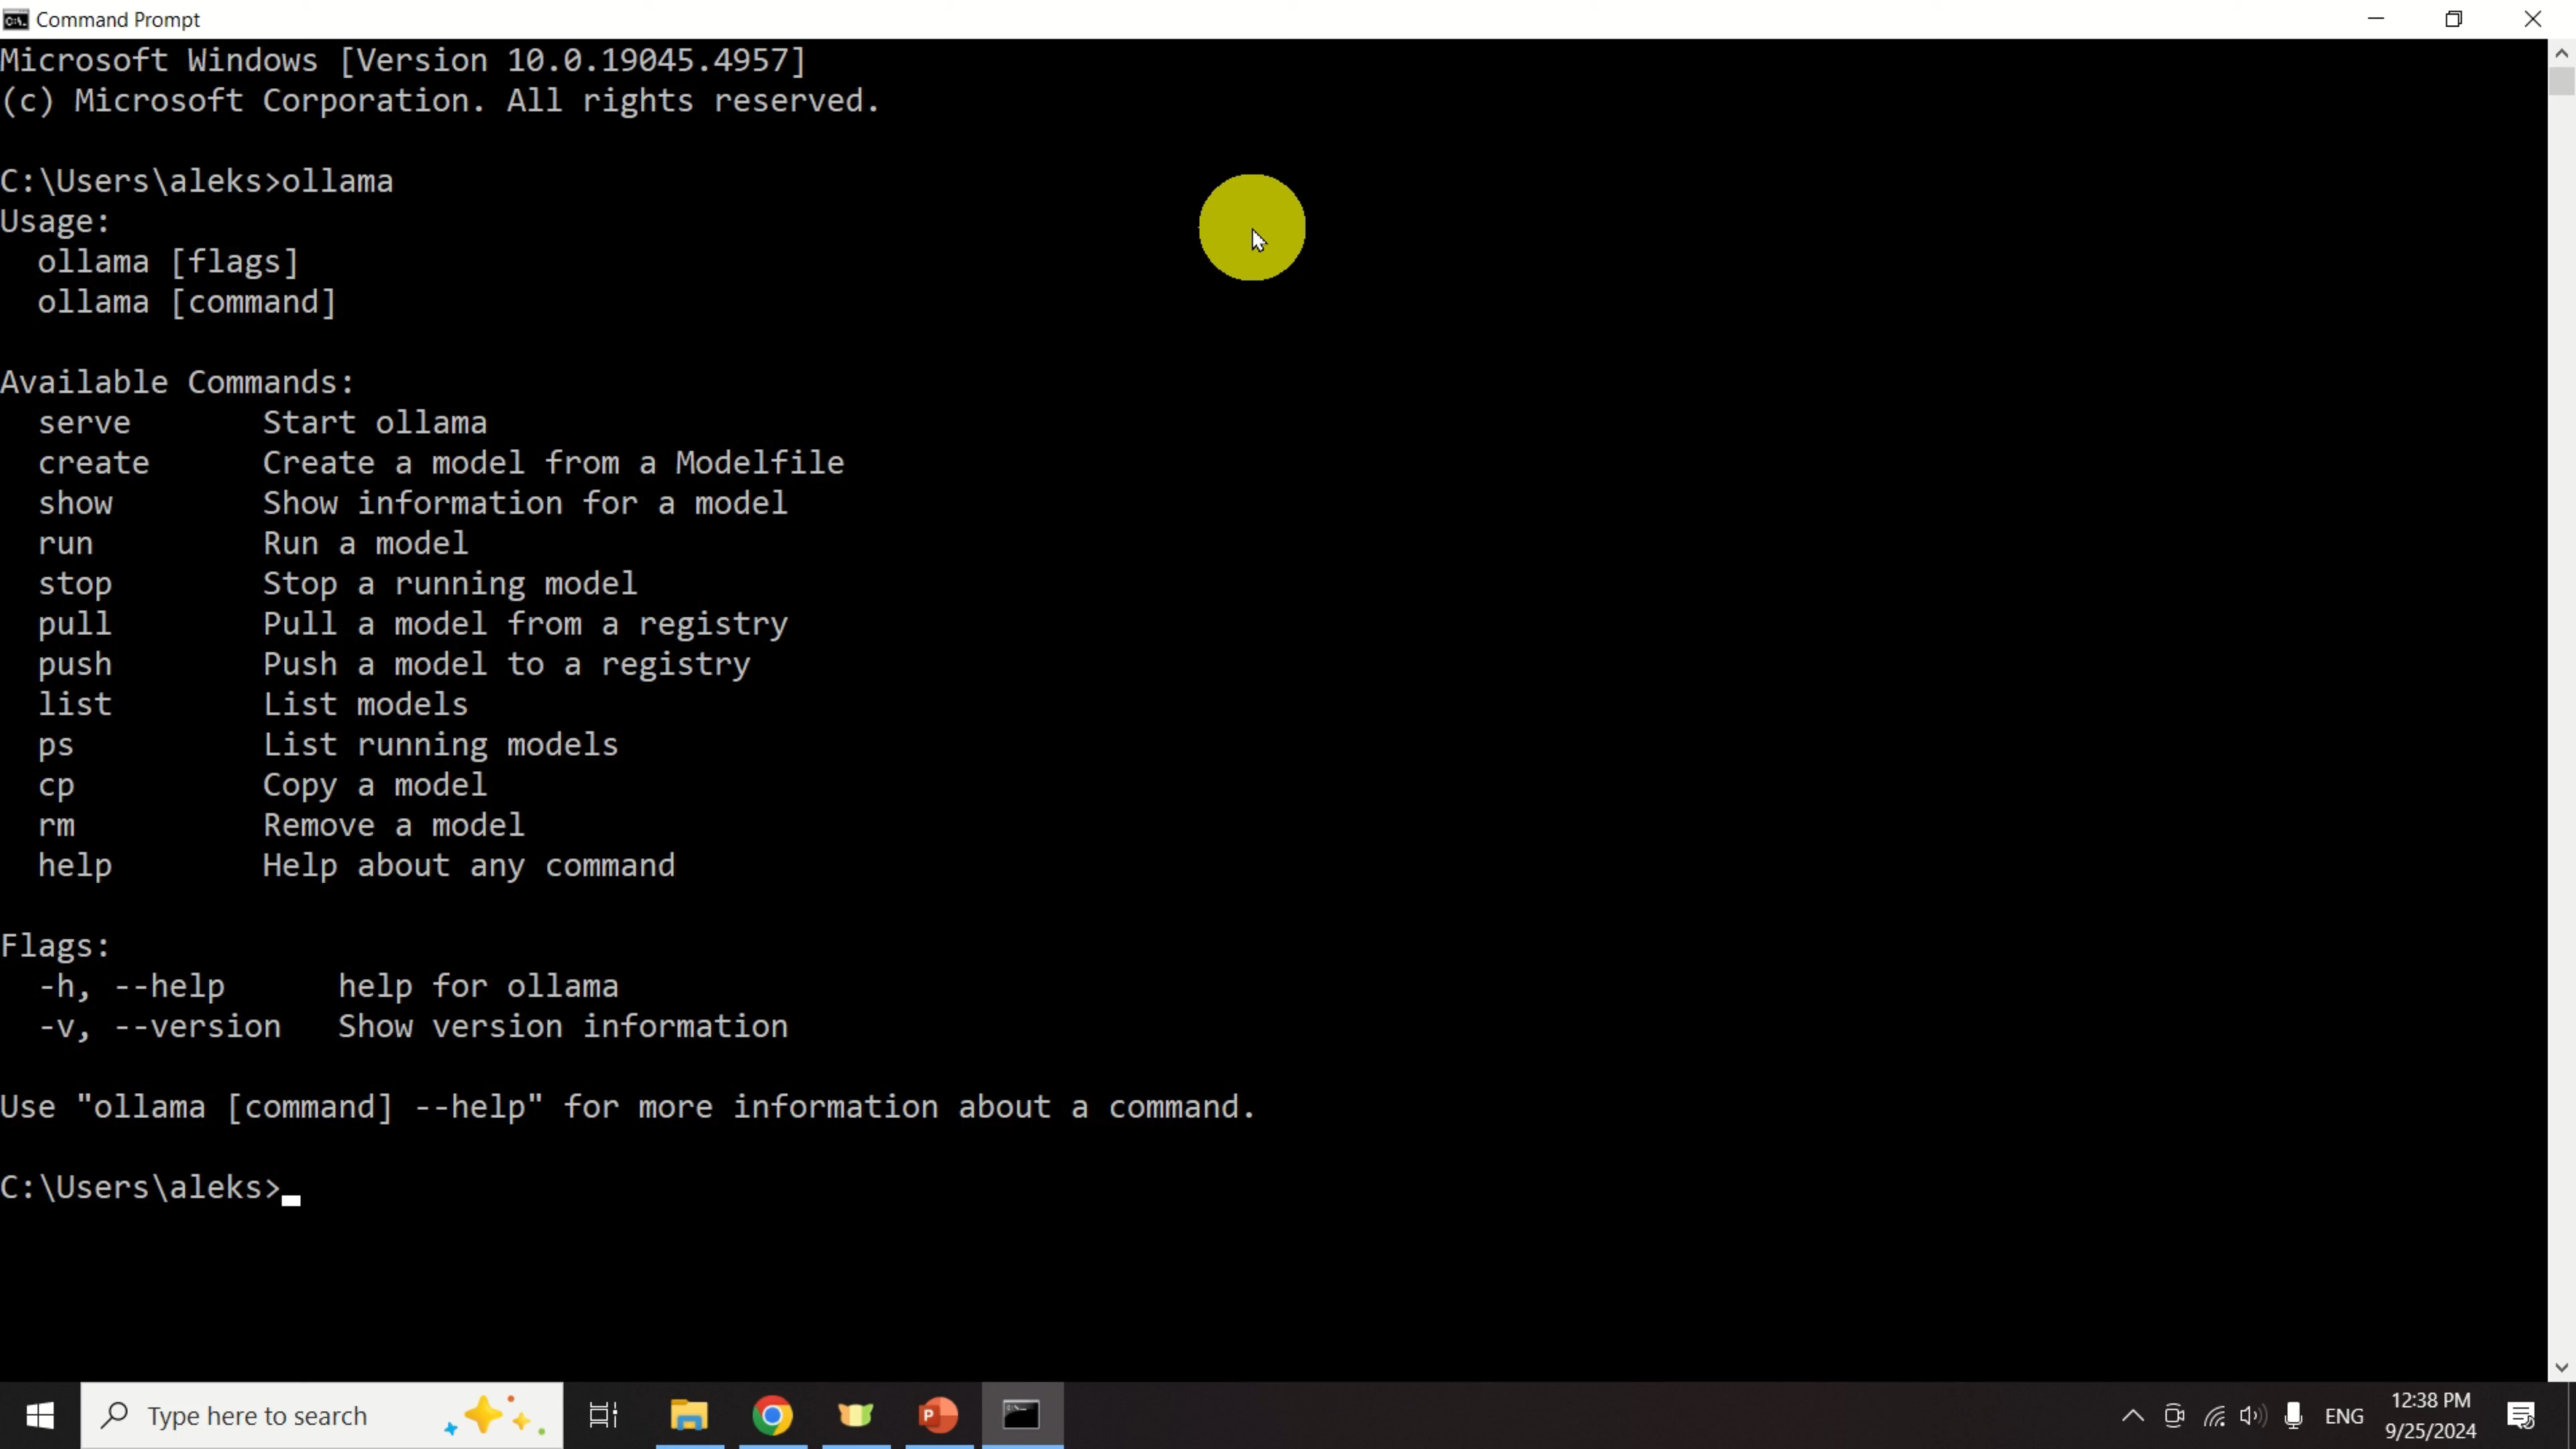 Command Prompt
Microsoft Windows [Version 10.0.19045.4957]
(c) Microsoft Corporation. All rights reserved.
C:\Users\aleks>ollama
Usage:
  ollama [flags]
  ollama [command]
Available Commands:
  serve       Start ollama
  create      Create a model from a Modelfile
  show        Show information for a model
  run         Run a model
  stop        Stop a running model
  pull        Pull a model from a registry
  push        Push a model to a registry
  list        List models
  ps          List running models
  cp          Copy a model
  rm          Remove a model
  help        Help about any command
Flags:
  -h, --help      help for ollama
  -v, --version   Show version information
Use "ollama [command] --help" for more information about a command.
C:\Users\aleks>
Type here to search
ENG
12:38 PM
9/25/2024